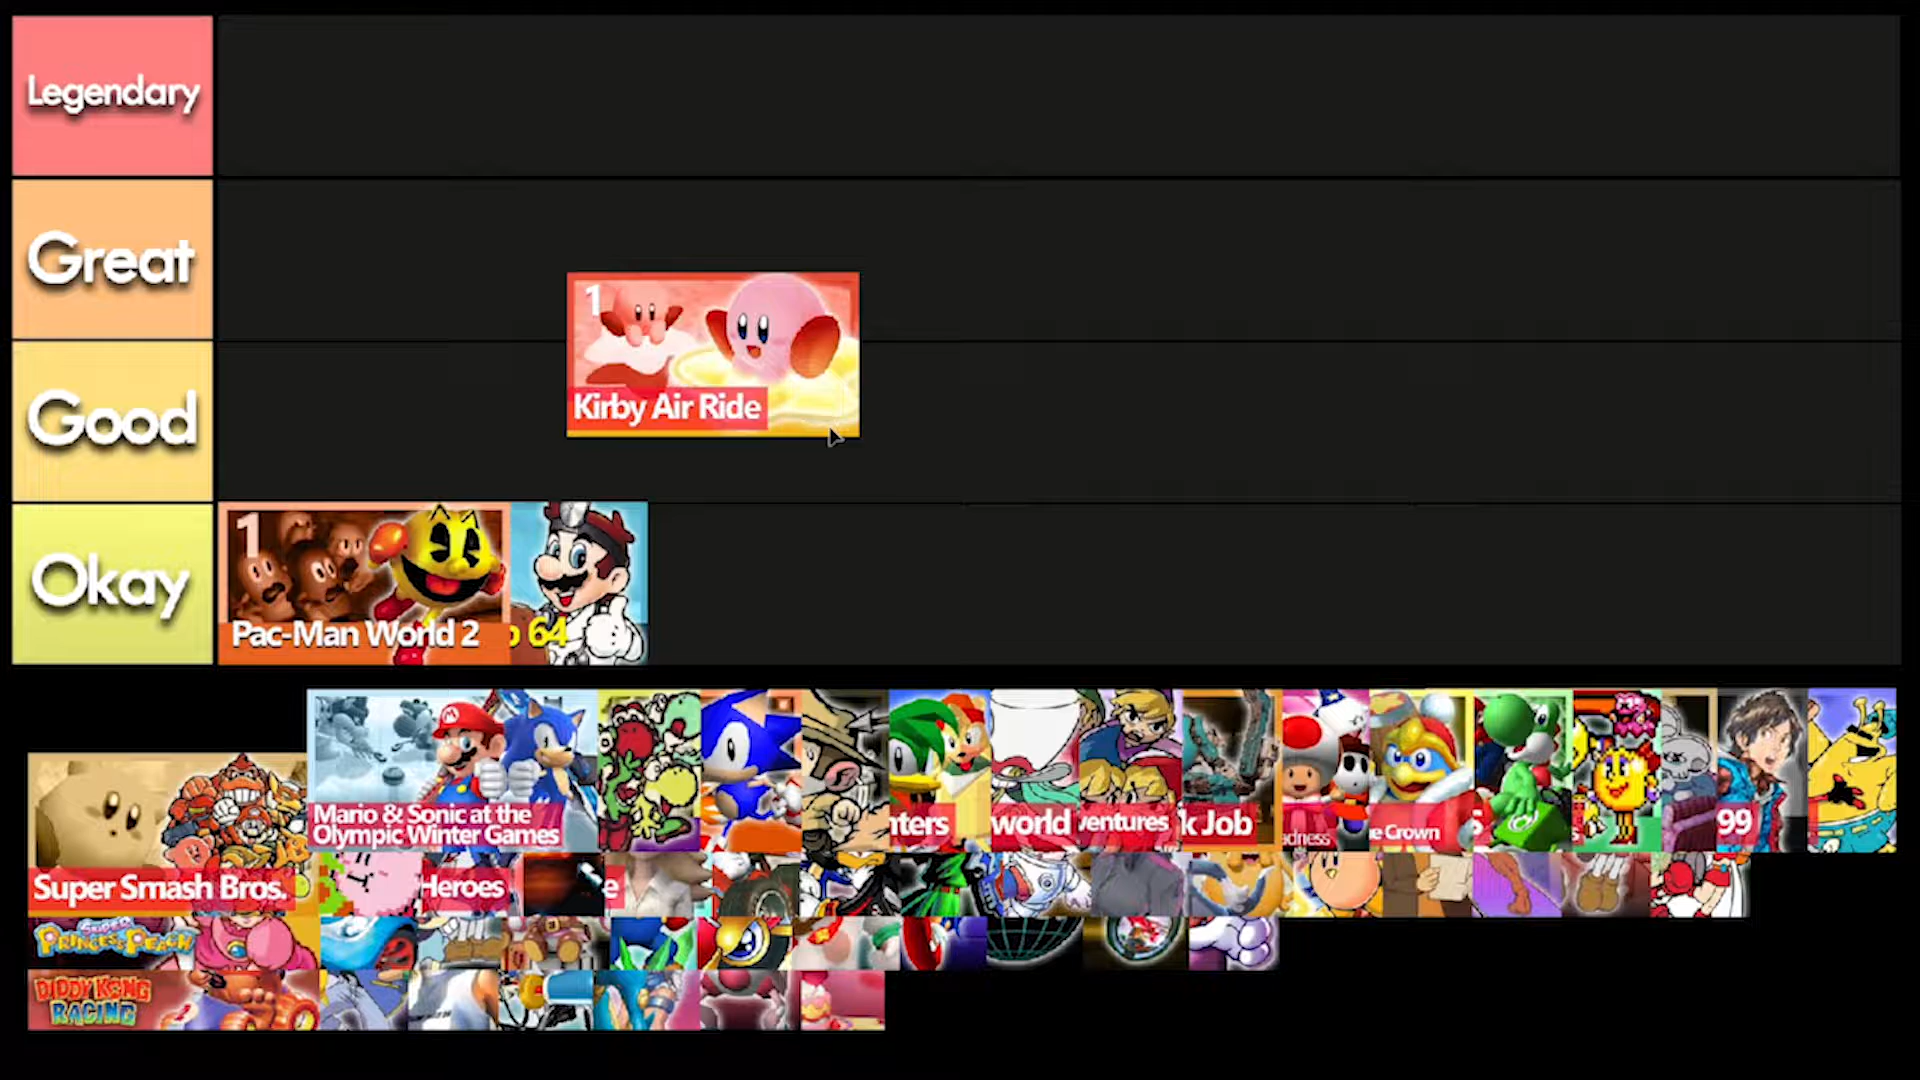 Legendary
Great
1
Kirby Air Ride
Good
Okay
1
Pac-Man World 2
o 64
Mario & Sonic at the
Olympic Winter Games
nters
world
ventures
k Job
adness
e Crown
S
99
Super Smash Bros.
Heroes
e
SUPER
PRINCESS PEACH
DIDDY KONG
RACING